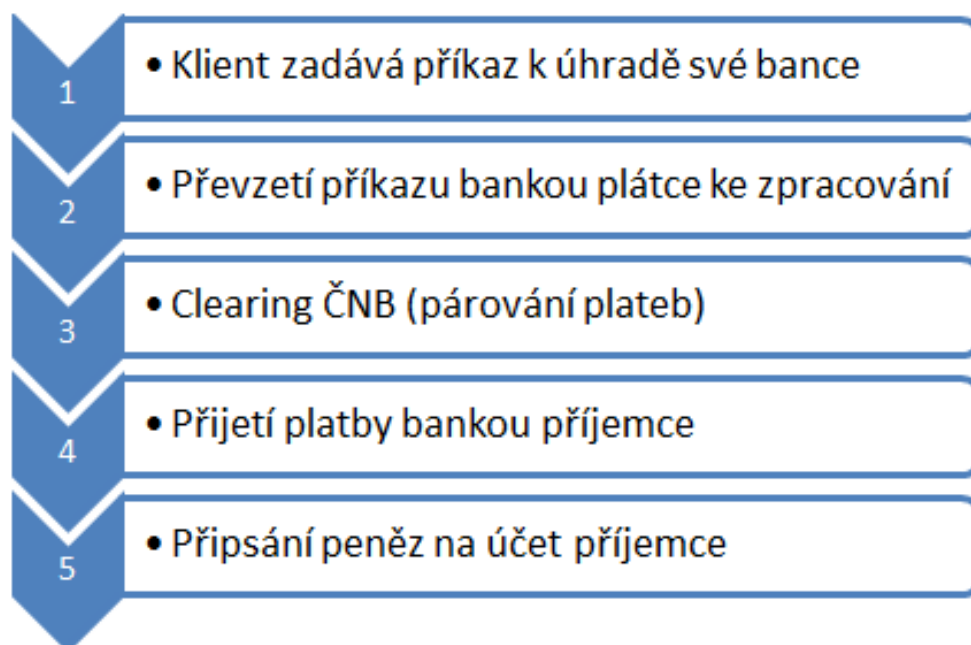 1
• Klient zadává příkaz k úhradě své bance
2
• Převzetí příkazu bankou plátce ke zpracování
3
• Clearing ČNB (párování plateb)
4
• Přijetí platby bankou příjemce
5
• Připsání peněz na účet příjemce